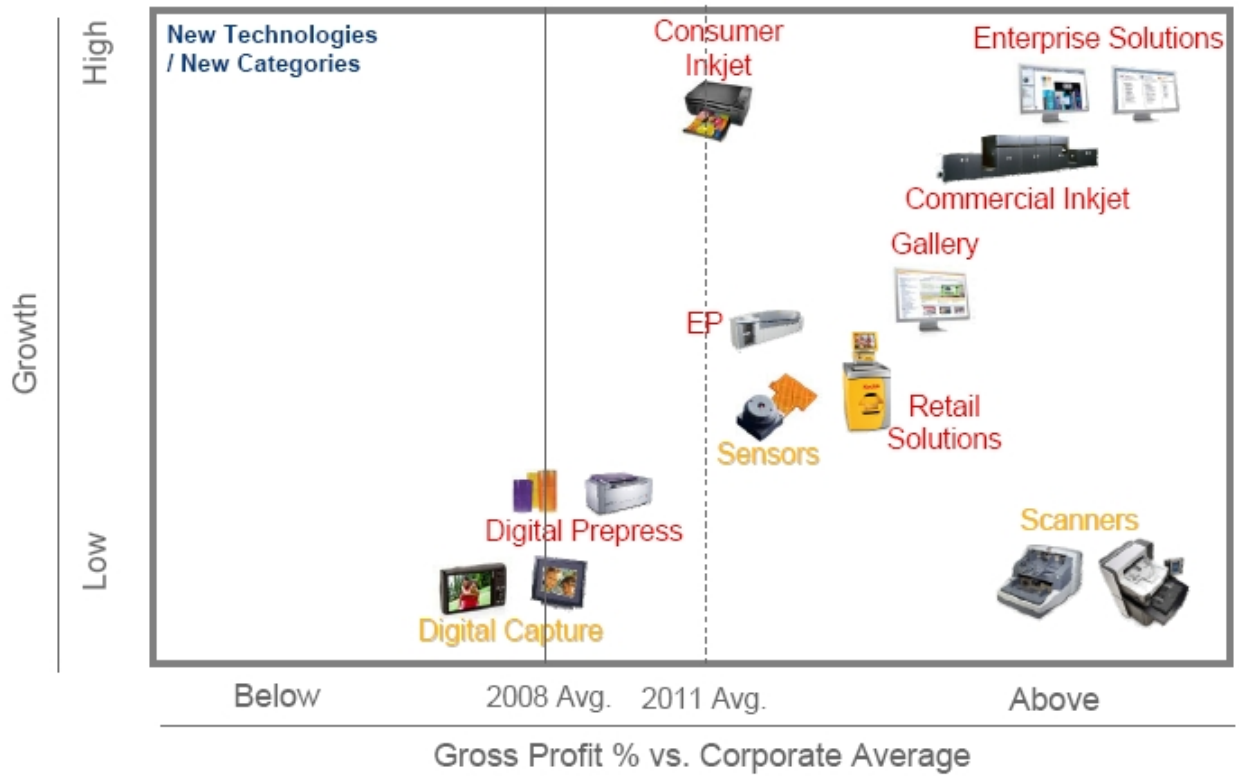 New Technologies
/ New Categories
Consumer
Inkjet
Enterprise Solutions
Commercial Inkjet
Gallery
EP
Retail
Solutions
Sensors
Digital Prepress
Scanners
Digital Capture
High
Growth
Low
Below
2008 Avg.
2011 Avg.
Above
Gross Profit % vs. Corporate Average